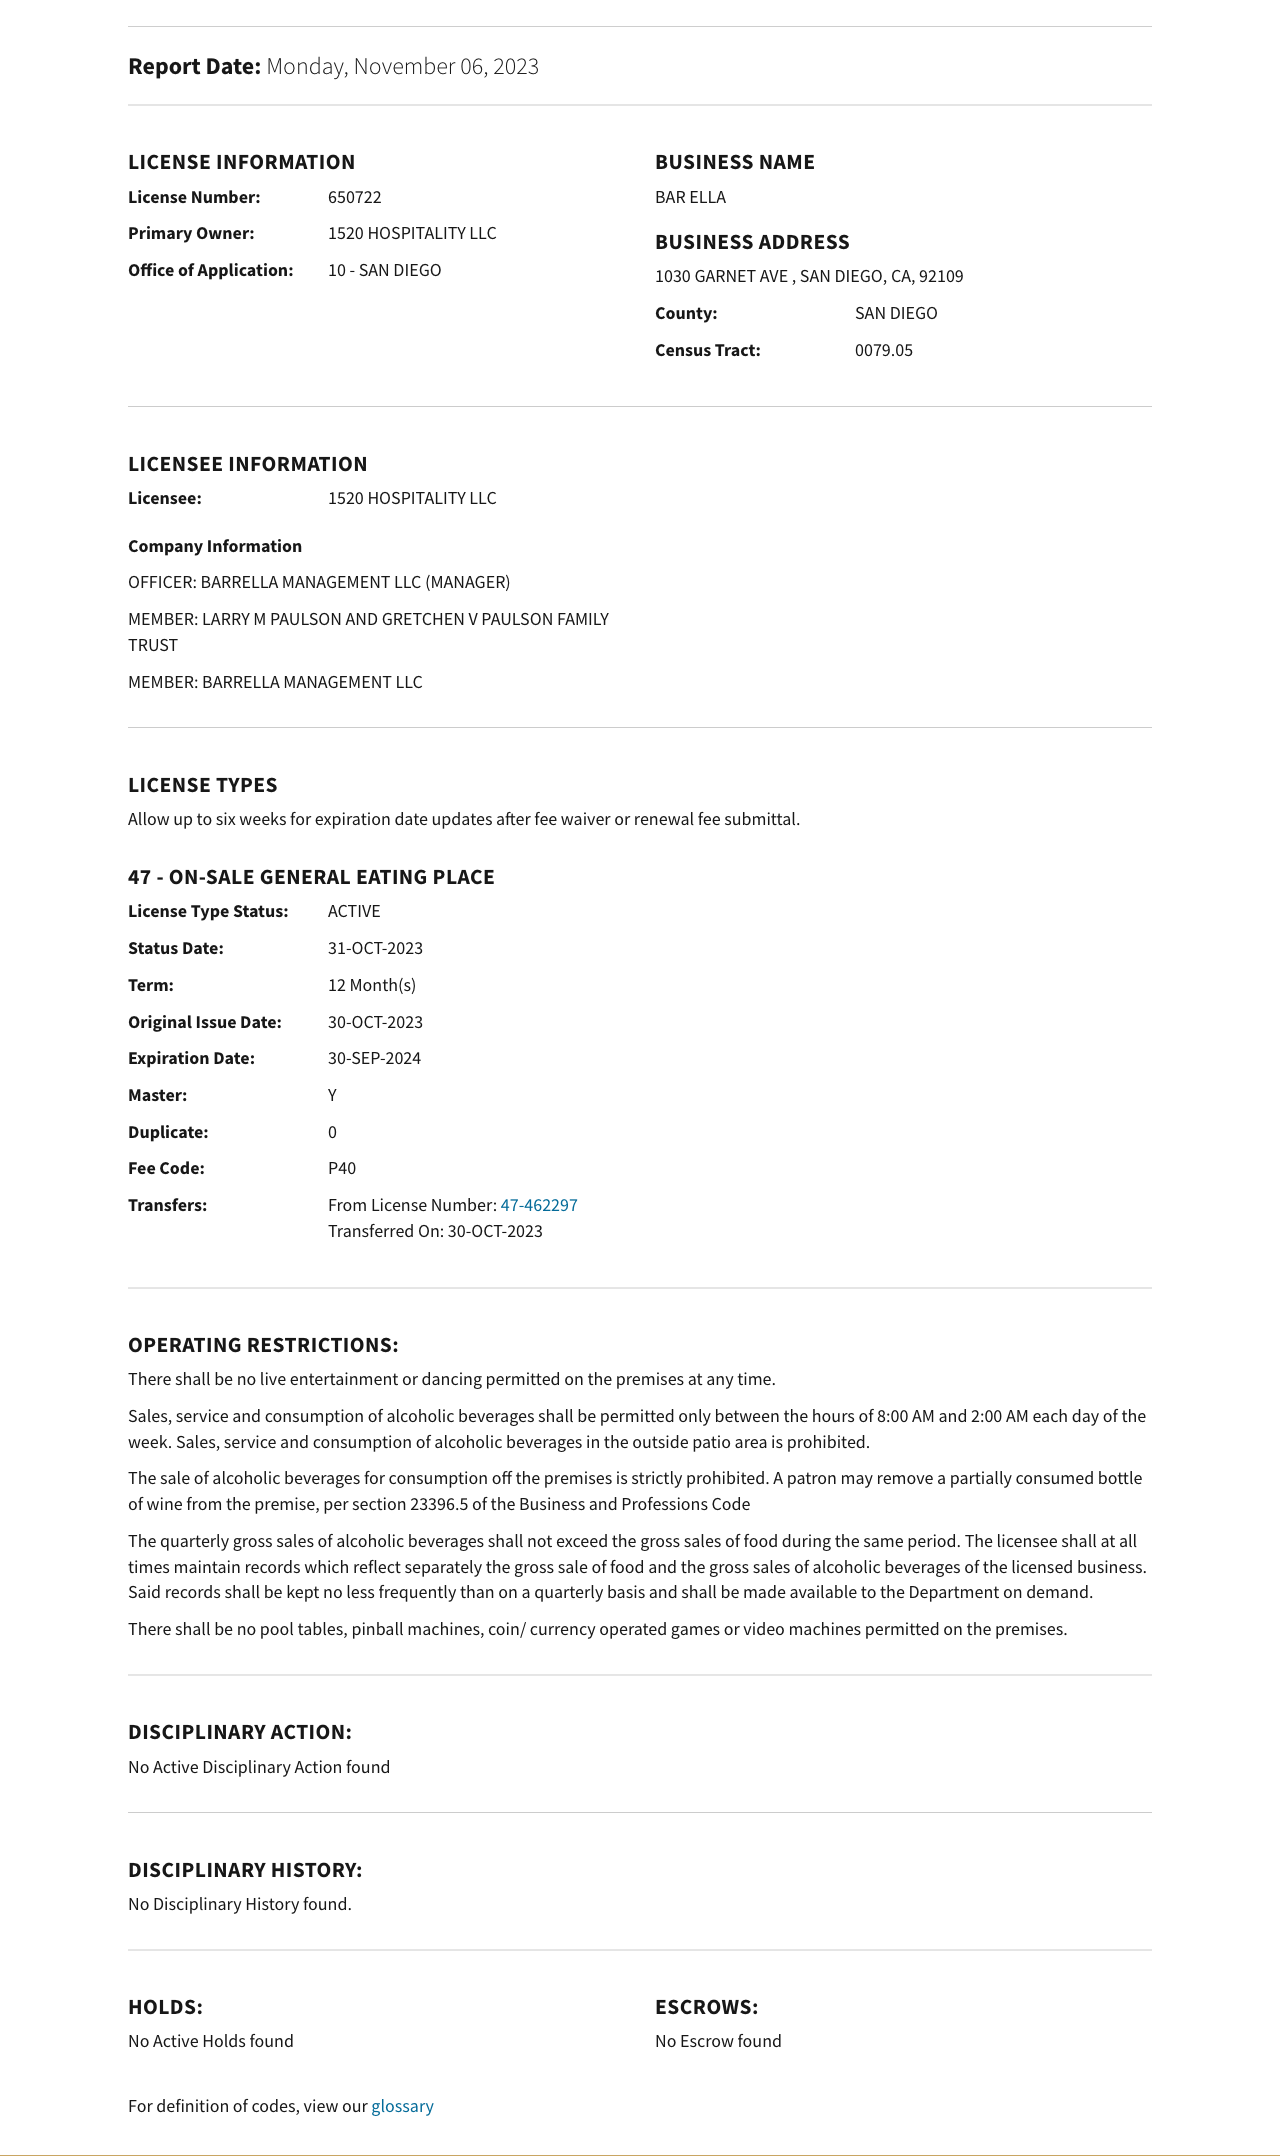 Report Date: Monday, November 06, 2023
LICENSE INFORMATION
License Number: 650722
Primary Owner: 1520 HOSPITALITY LLC
Office of Application: 10 - SAN DIEGO
BUSINESS NAME
BAR ELLA
BUSINESS ADDRESS
1030 GARNET AVE , SAN DIEGO, CA, 92109
County: SAN DIEGO
Census Tract: 0079.05
LICENSEE INFORMATION
Licensee: 1520 HOSPITALITY LLC
Company Information
OFFICER: BARRELLA MANAGEMENT LLC (MANAGER)
MEMBER: LARRY M PAULSON AND GRETCHEN V PAULSON FAMILY
TRUST
MEMBER: BARRELLA MANAGEMENT LLC
LICENSE TYPES
Allow up to six weeks for expiration date updates after fee waiver or renewal fee submittal.
47 - ON-SALE GENERAL EATING PLACE
License Type Status: ACTIVE
Status Date: 31-OCT-2023
Term: 12 Month(s)
Original Issue Date: 30-OCT-2023
Expiration Date: 30-SEP-2024
Master: Y
Duplicate: 0
Fee Code: P40
Transfers: From License Number: 47-462297
Transferred On: 30-OCT-2023
OPERATING RESTRICTIONS:
There shall be no live entertainment or dancing permitted on the premises at any time.
Sales, service and consumption of alcoholic beverages shall be permitted only between the hours of 8:00 AM and 2:00 AM each day of the
week. Sales, service and consumption of alcoholic beverages in the outside patio area is prohibited.
The sale of alcoholic beverages for consumption off the premises is strictly prohibited. A patron may remove a partially consumed bottle
of wine from the premise, per section 23396.5 of the Business and Professions Code
The quarterly gross sales of alcoholic beverages shall not exceed the gross sales of food during the same period. The licensee shall at all
times maintain records which reflect separately the gross sale of food and the gross sales of alcoholic beverages of the licensed business.
Said records shall be kept no less frequently than on a quarterly basis and shall be made available to the Department on demand.
There shall be no pool tables, pinball machines, coin/ currency operated games or video machines permitted on the premises.
DISCIPLINARY ACTION:
No Active Disciplinary Action found
DISCIPLINARY HISTORY:
No Disciplinary History found.
HOLDS:
No Active Holds found
ESCROWS:
No Escrow found
For definition of codes, view our glossary